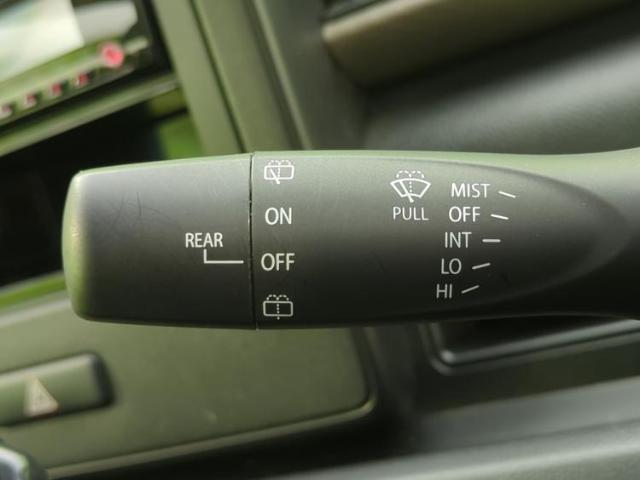 REAR
ON
OFF
PULL
MIST
OFF
INT
LO
HI